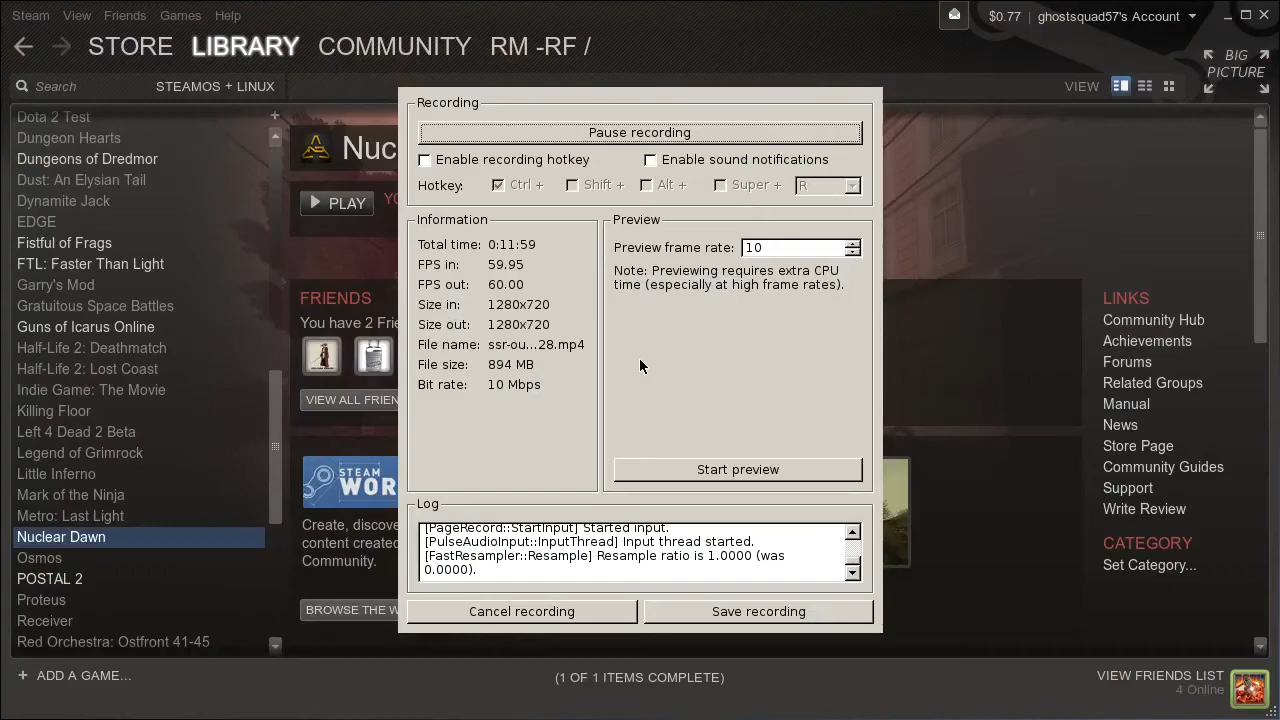 Steam View Friends Games Help
$0.77 | ghostsquad57's Account
STORE LIBRARY COMMUNITY RM -RF /
BIG
PICTURE
Search STEAMOS + LINUX
VIEW
Dota 2 Test
Dungeon Hearts
Dungeons of Dredmor
Dust: An Elysian Tail
Dynamite Jack
EDGE
Fistful of Frags
FTL: Faster Than Light
Garry's Mod
Gratuitous Space Battles
Guns of Icarus Online
Half-Life 2: Deathmatch
Half-Life 2: Lost Coast
Indie Game: The Movie
Killing Floor
Left 4 Dead 2 Beta
Legend of Grimrock
Little Inferno
Mark of the Ninja
Metro: Last Light
Nuclear Dawn
Osmos
POSTAL 2
Proteus
Receiver
Red Orchestra: Ostfront 41-45
+ ADD A GAME...
Nuc
PLAY YO
FRIENDS
You have 2 Frie
VIEW ALL FRIEN
STEAM
WOR
Create, discove
content created
Community.
BROWSE THE W
Recording
Pause recording
Enable recording hotkey Enable sound notifications
Hotkey: Ctrl + Shift + Alt + Super + R
Information
Total time: 0:11:59
FPS in: 59.95
FPS out: 60.00
Size in: 1280x720
Size out: 1280x720
File name: ssr-ou...28.mp4
File size: 894 MB
Bit rate: 10 Mbps
Preview
Preview frame rate: 10
Note: Previewing requires extra CPU
time (especially at high frame rates).
Start preview
Log
[PageRecord::StartInput] Started input.
[PulseAudioInput::InputThread] Input thread started.
[FastResampler::Resample] Resample ratio is 1.0000 (was
0.0000).
Cancel recording Save recording
LINKS
Community Hub
Achievements
Forums
Related Groups
Manual
News
Store Page
Community Guides
Support
Write Review
CATEGORY
Set Category...
(1 OF 1 ITEMS COMPLETE)
VIEW FRIENDS LIST
4 Online